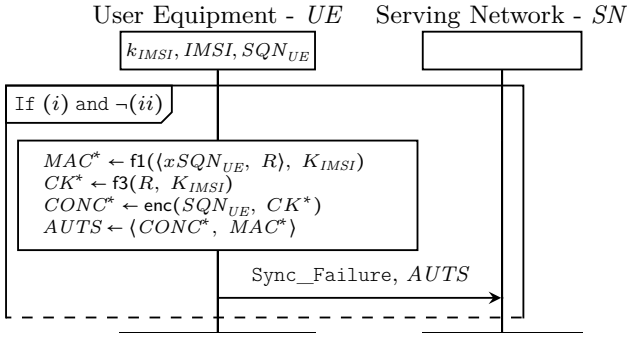 User Equipment - UE Serving Network - SN
k_IMSI, IMSI, SQN_UE
If (i) and ¬(ii)
MAC* ← f1(⟨xSQN_UE, R⟩, K_IMSI)
CK* ← f3(R, K_IMSI)
CONC* ← enc(SQN_UE, CK*)
AUTS ← ⟨CONC*, MAC*⟩
Sync_Failure, AUTS